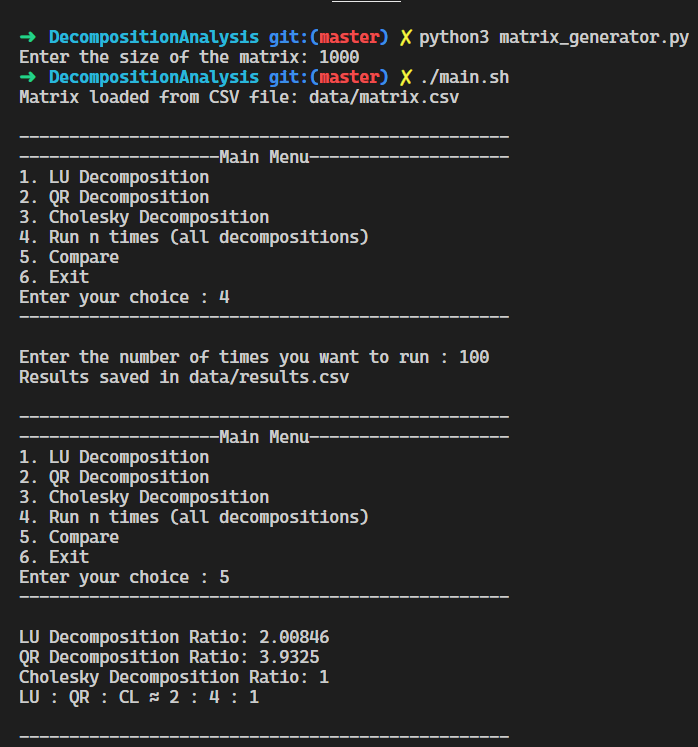 ➜ DecompositionAnalysis git:(master) ✗ python3 matrix_generator.py
Enter the size of the matrix: 1000
➜ DecompositionAnalysis git:(master) ✗ ./main.sh
Matrix loaded from CSV file: data/matrix.csv
-------------------------------------------------
--------------------Main Menu--------------------
1. LU Decomposition
2. QR Decomposition
3. Cholesky Decomposition
4. Run n times (all decompositions)
5. Compare
6. Exit
Enter your choice : 4
-------------------------------------------------
Enter the number of times you want to run : 100
Results saved in data/results.csv
-------------------------------------------------
--------------------Main Menu--------------------
1. LU Decomposition
2. QR Decomposition
3. Cholesky Decomposition
4. Run n times (all decompositions)
5. Compare
6. Exit
Enter your choice : 5
-------------------------------------------------
LU Decomposition Ratio: 2.00846
QR Decomposition Ratio: 3.9325
Cholesky Decomposition Ratio: 1
LU : QR : CL ≈ 2 : 4 : 1
-------------------------------------------------